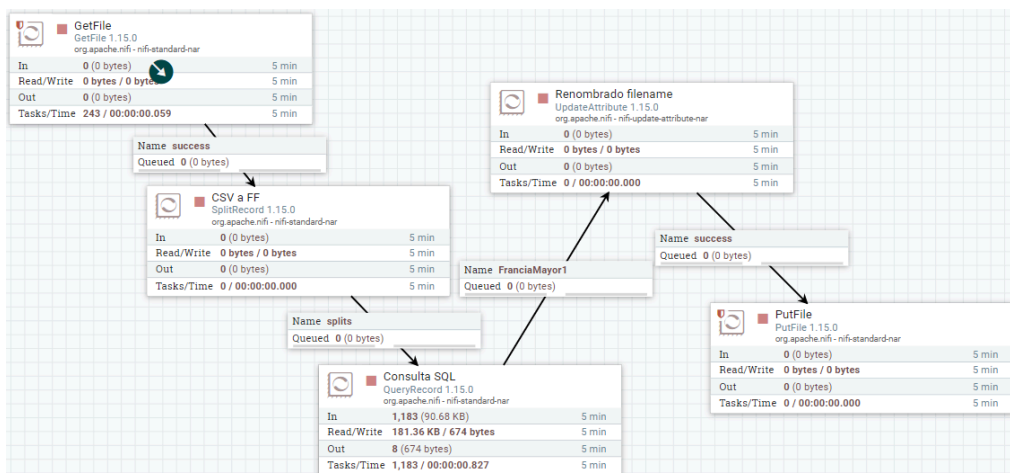 GetFile
GetFile 1.15.0
org.apache.nifi - nifi-standard-nar
In 0 (0 bytes) 5 min
Read/Write 0 bytes / 0 bytes 5 min
Out 0 (0 bytes) 5 min
Tasks/Time 243 / 00:00:00.059 5 min
Name success
Queued 0 (0 bytes)
CSV a FF
SplitRecord 1.15.0
org.apache.nifi - nifi-standard-nar
In 0 (0 bytes) 5 min
Read/Write 0 bytes / 0 bytes 5 min
Out 0 (0 bytes) 5 min
Tasks/Time 0 / 00:00:00.000 5 min
Name splits
Queued 0 (0 bytes)
Consulta SQL
QueryRecord 1.15.0
org.apache.nifi - nifi-standard-nar
In 1,183 (90.68 KB) 5 min
Read/Write 181.36 KB / 674 bytes 5 min
Out 8 (674 bytes) 5 min
Tasks/Time 1,183 / 00:00:00.827 5 min
Name FranciaMayor1
Queued 0 (0 bytes)
Renombrado filename
UpdateAttribute 1.15.0
org.apache.nifi - nifi-update-attribute-nar
In 0 (0 bytes) 5 min
Read/Write 0 bytes / 0 bytes 5 min
Out 0 (0 bytes) 5 min
Tasks/Time 0 / 00:00:00.000 5 min
Name success
Queued 0 (0 bytes)
PutFile
PutFile 1.15.0
org.apache.nifi - nifi-standard-nar
In 0 (0 bytes) 5 min
Read/Write 0 bytes / 0 bytes 5 min
Out 0 (0 bytes) 5 min
Tasks/Time 0 / 00:00:00.000 5 min